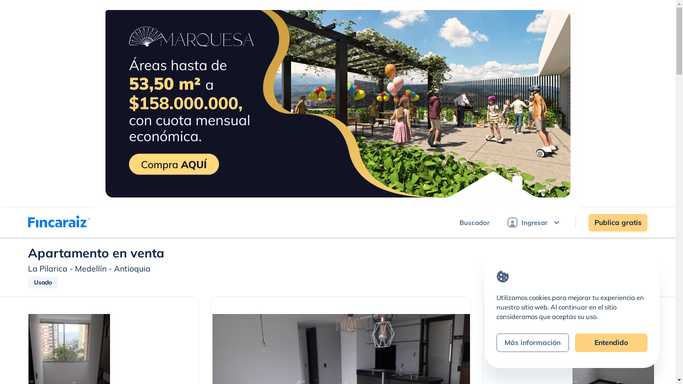 MARQUESA
Áreas hasta de
53,50 m² a
$158.000.000,
con cuota mensual
económica.
Compra AQUÍ
Fincaraiz
Buscador
Ingresar
Publica gratis
Apartamento en venta
La Pilarica - Medellín - Antioquia
Usado
Utilizamos cookies para mejorar tu experiencia en
nuestro sitio web. Al continuar en el sitio
consideramos que aceptas su uso.
Más información
Entendido